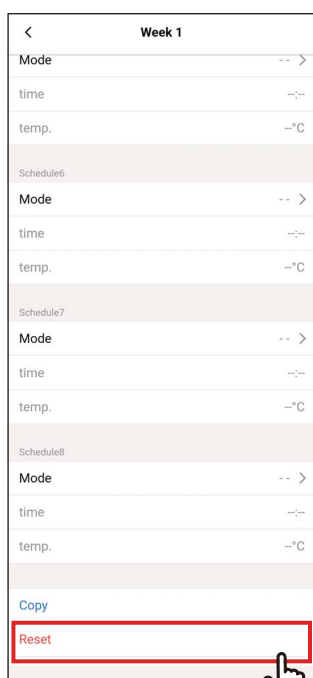 Week 1
Mode -- >
time --:--
temp. --°C
Schedule6
Mode -- >
time --:--
temp. --°C
Schedule7
Mode -- >
time --:--
temp. --°C
Schedule8
Mode -- >
time --:--
temp. --°C
Copy
Reset